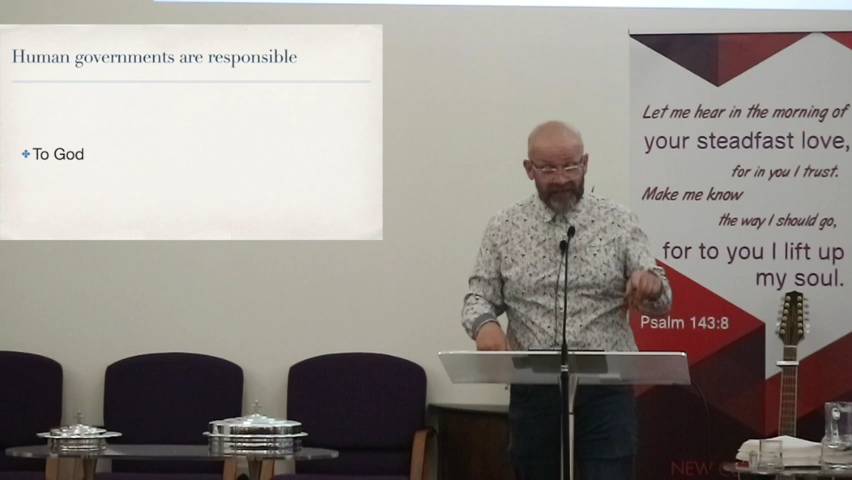 Human governments are responsible
To God
Let me hear in the morning of
your steadfast love,
for in you I trust.
Make me know
the way I should go,
for to you I lift up
my soul.
Psalm 143:8
NEW